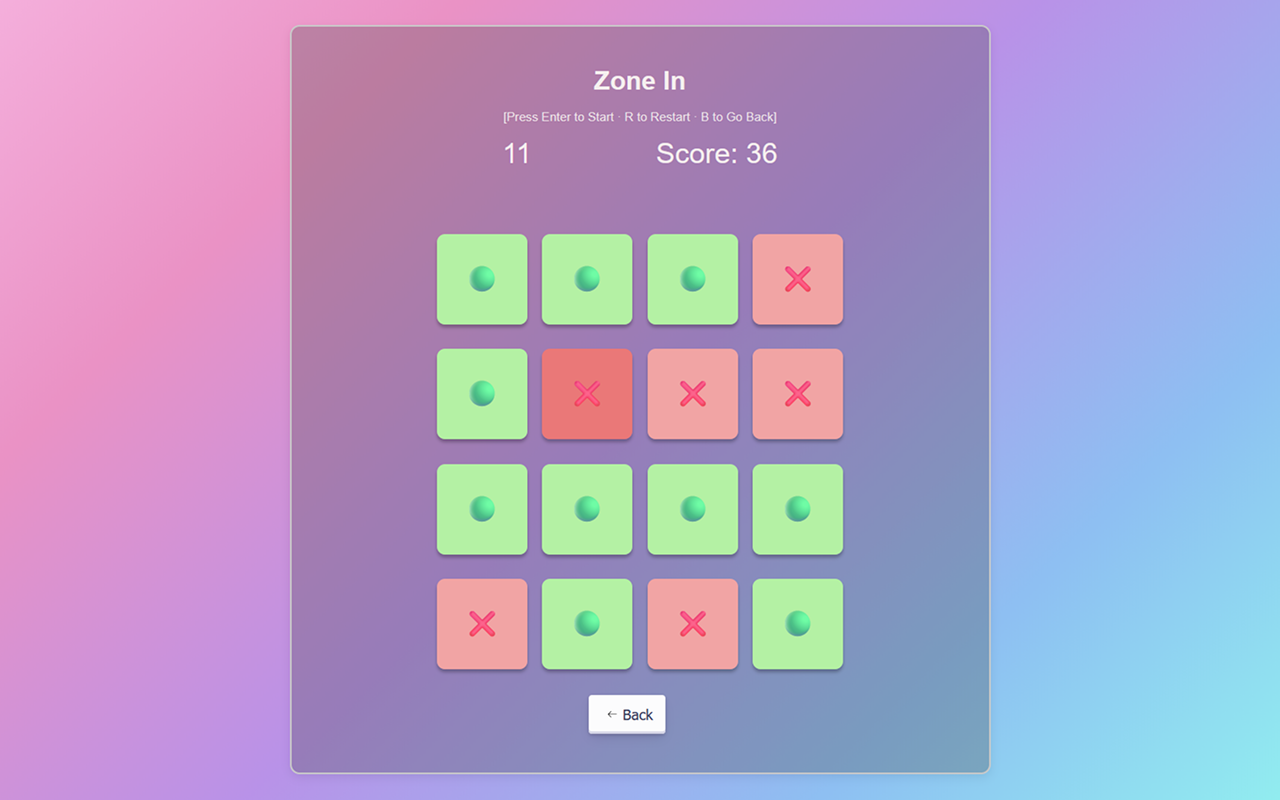 Zone In
[Press Enter to Start · R to Restart · B to Go Back]
11 Score: 36
← Back